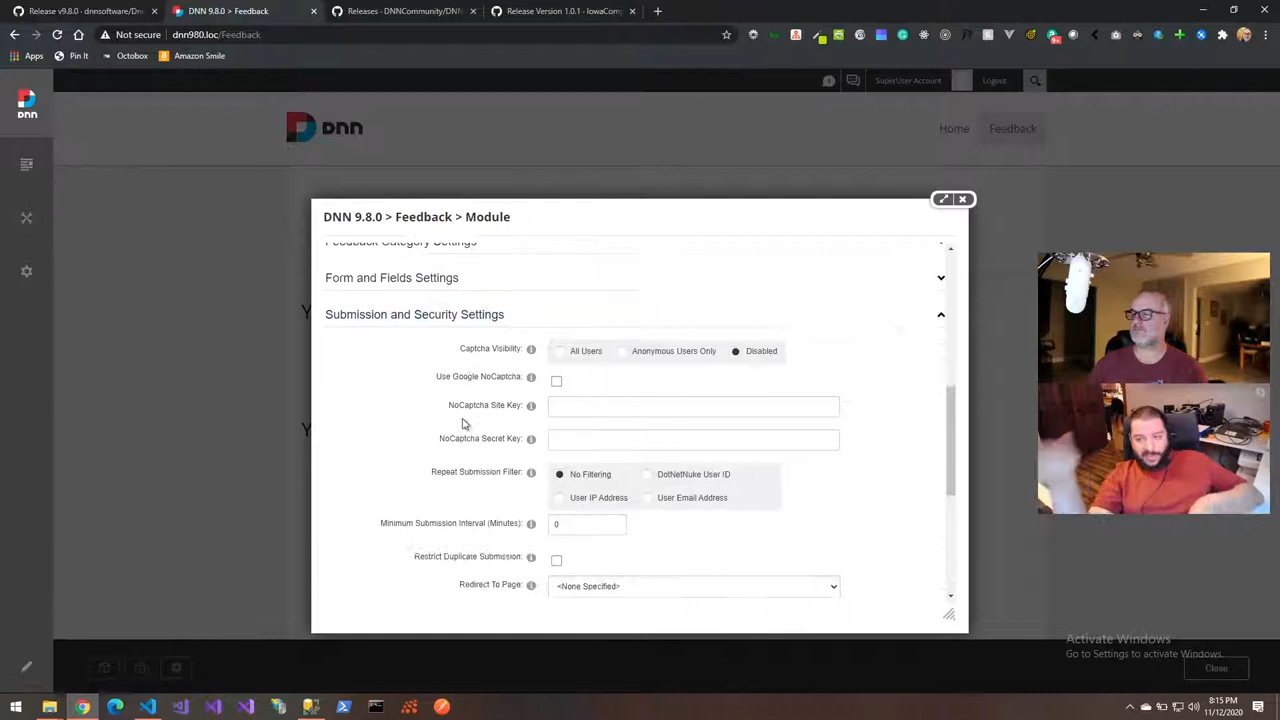 Release v9.8.0 - dnnsoftware/Dnn
DNN 9.8.0 > Feedback
Releases - DNNCommunity/DNN
Release Version 1.0.1 - IowaComp
Not secure dnn980.loc/Feedback
Apps Pin It Octobox Amazon Smile
SuperUser Account Logout
DNN
DNN
Home Feedback
DNN 9.8.0 > Feedback > Module
Feedback Category Settings
Form and Fields Settings
Submission and Security Settings
Captcha Visibility: All Users Anonymous Users Only Disabled
Use Google NoCaptcha:
NoCaptcha Site Key:
NoCaptcha Secret Key:
Repeat Submission Filter: No Filtering DotNetNuke User ID
User IP Address User Email Address
Minimum Submission Interval (Minutes): 0
Restrict Duplicate Submission:
Redirect To Page: <None Specified>
Activate Windows
Go to Settings to activate Windows.
Close
8:15 PM
11/12/2020